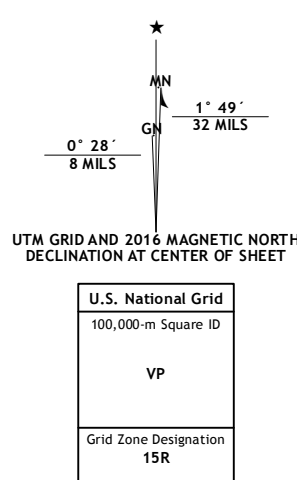 MN
1° 49´
32 MILS
GN
0° 28´
8 MILS
UTM GRID AND 2016 MAGNETIC NORTH
DECLINATION AT CENTER OF SHEET
U.S. National Grid
100,000-m Square ID
VP
Grid Zone Designation
15R